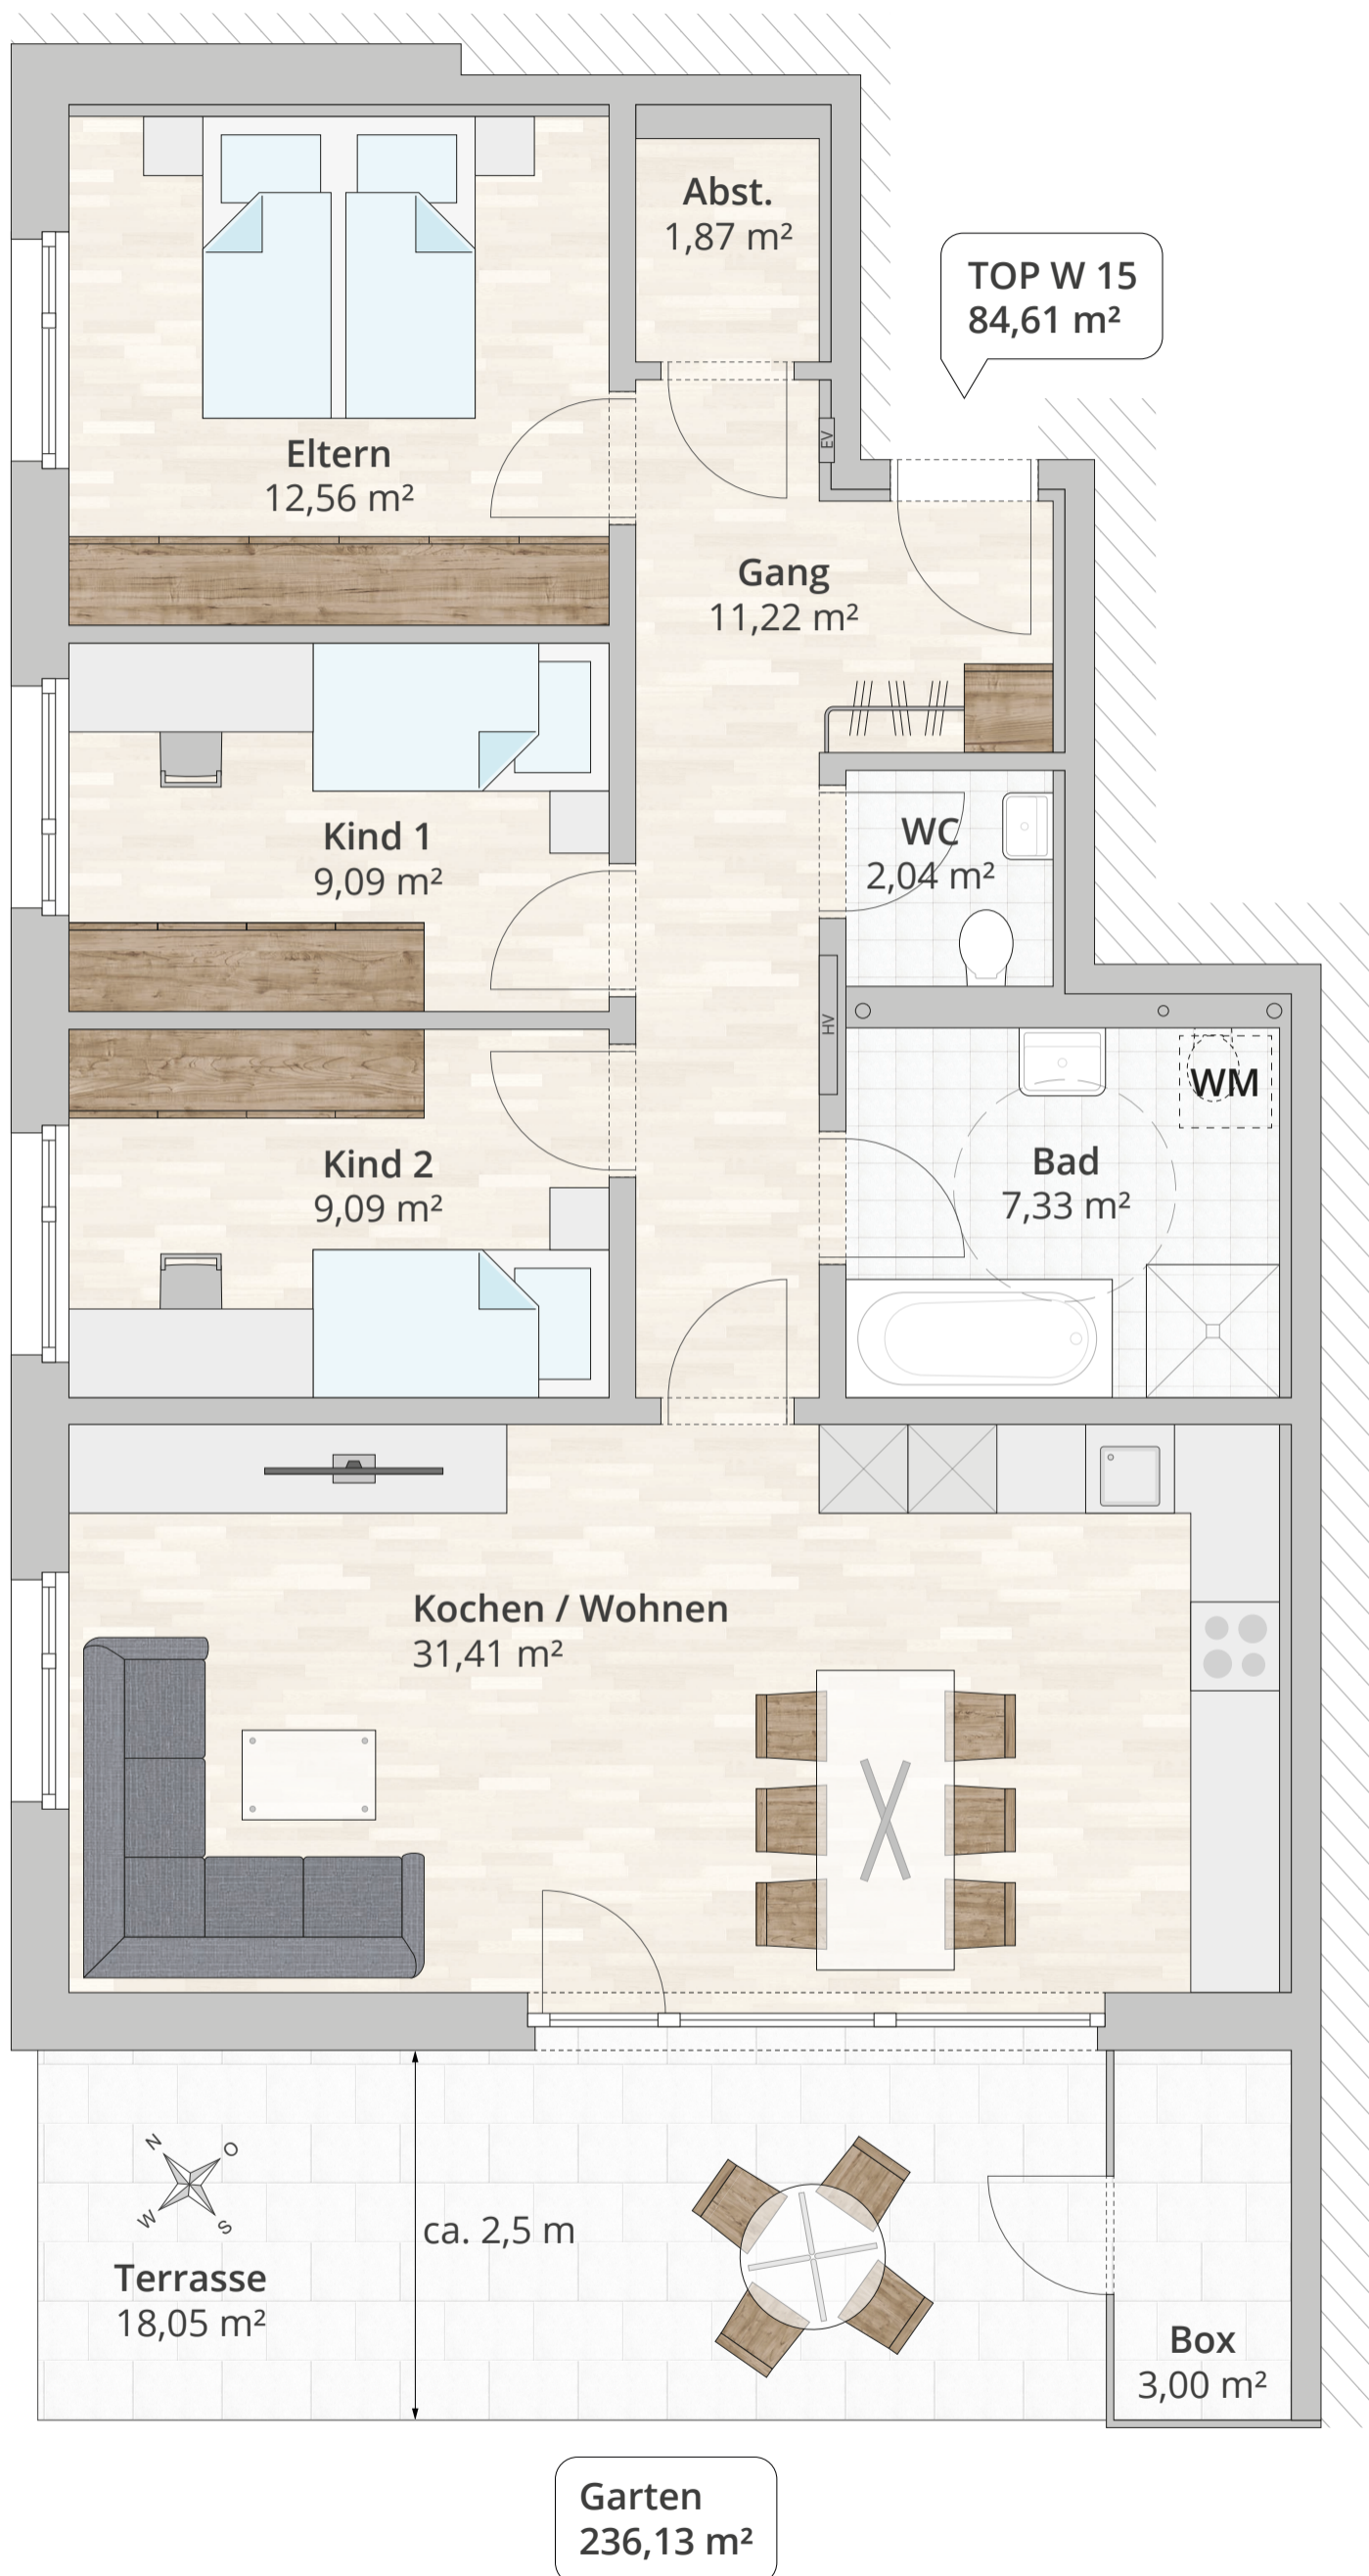 Abst.
1,87 m²
TOP W 15
84,61 m²
EV
Eltern
12,56 m²
Gang
11,22 m²
Kind 1
9,09 m²
WC
2,04 m²
HV
WM
Kind 2
9,09 m²
Bad
7,33 m²
Kochen / Wohnen
31,41 m²
N
O
W
S
ca. 2,5 m
Terrasse
18,05 m²
Box
3,00 m²
Garten
236,13 m²